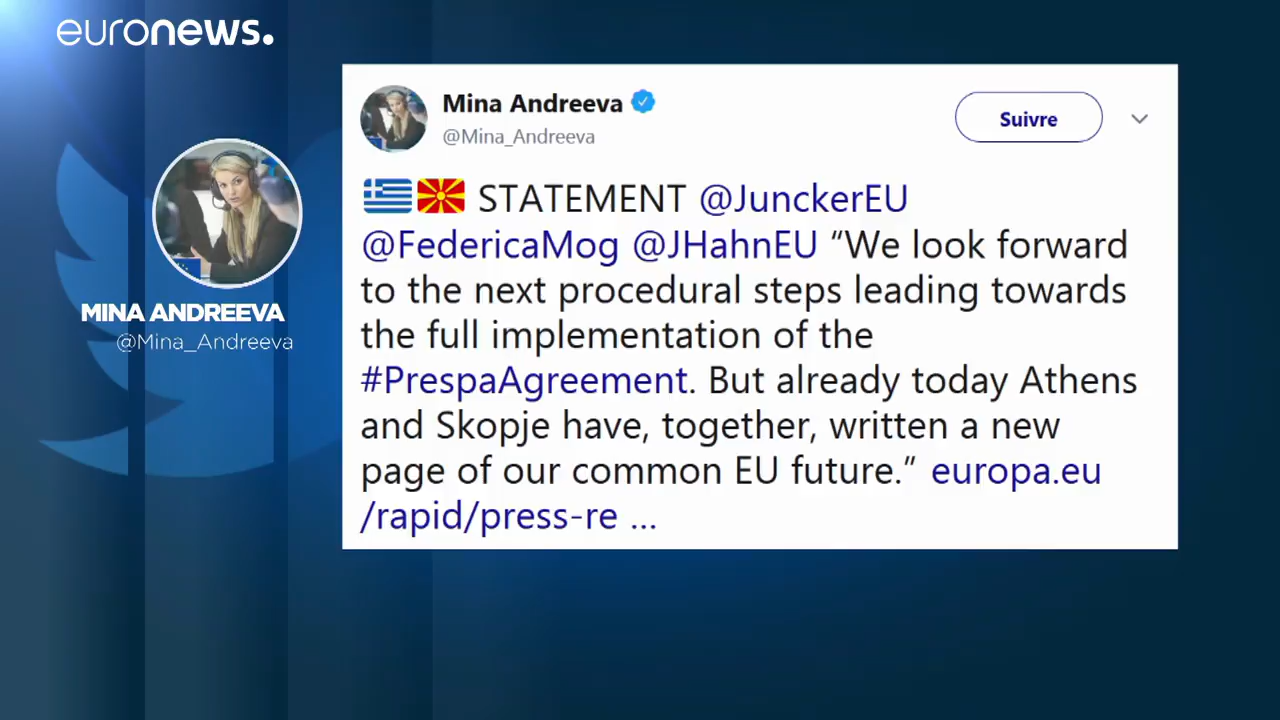 euronews.
Mina Andreeva
@Mina_Andreeva
Suivre
STATEMENT @JunckerEU
@FedericaMog @JHahnEU “We look forward
to the next procedural steps leading towards
the full implementation of the
#PrespaAgreement. But already today Athens
and Skopje have, together, written a new
page of our common EU future.” europa.eu
/rapid/press-re …
MINA ANDREEVA
@Mina_Andreeva